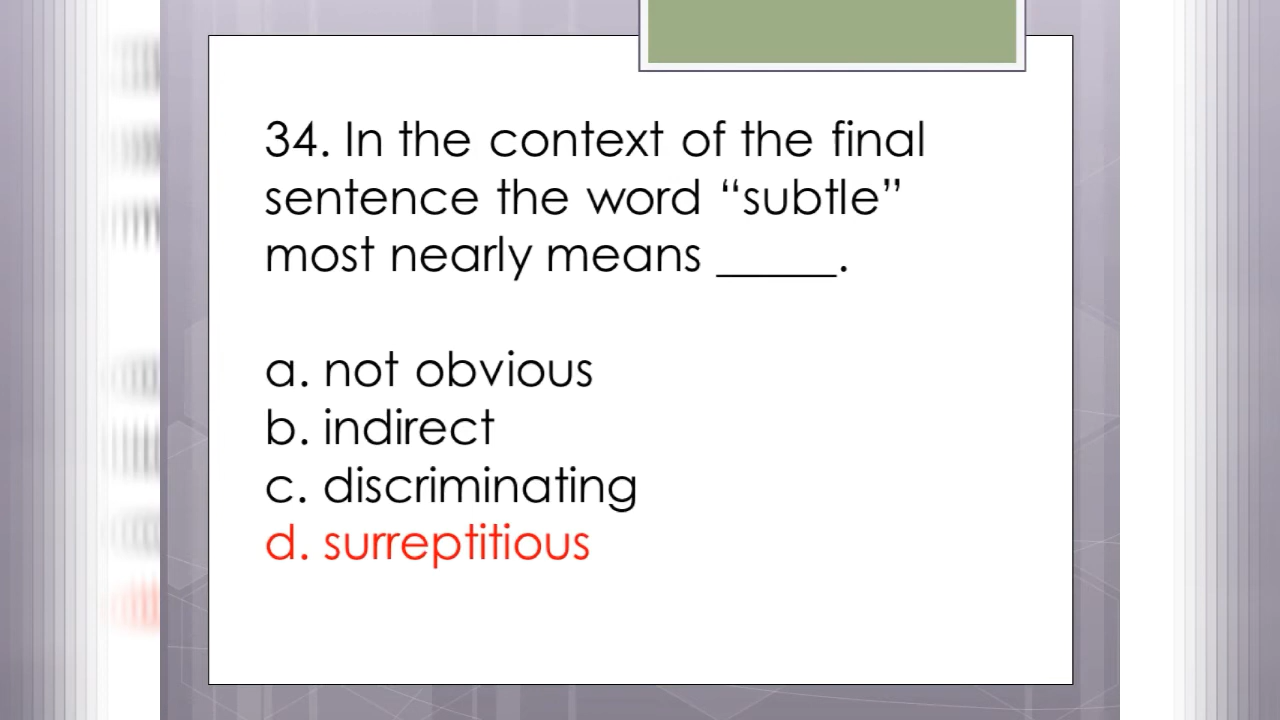 34. In the context of the final
sentence the word “subtle”
most nearly means _____.
a. not obvious
b. indirect
c. discriminating
d. surreptitious